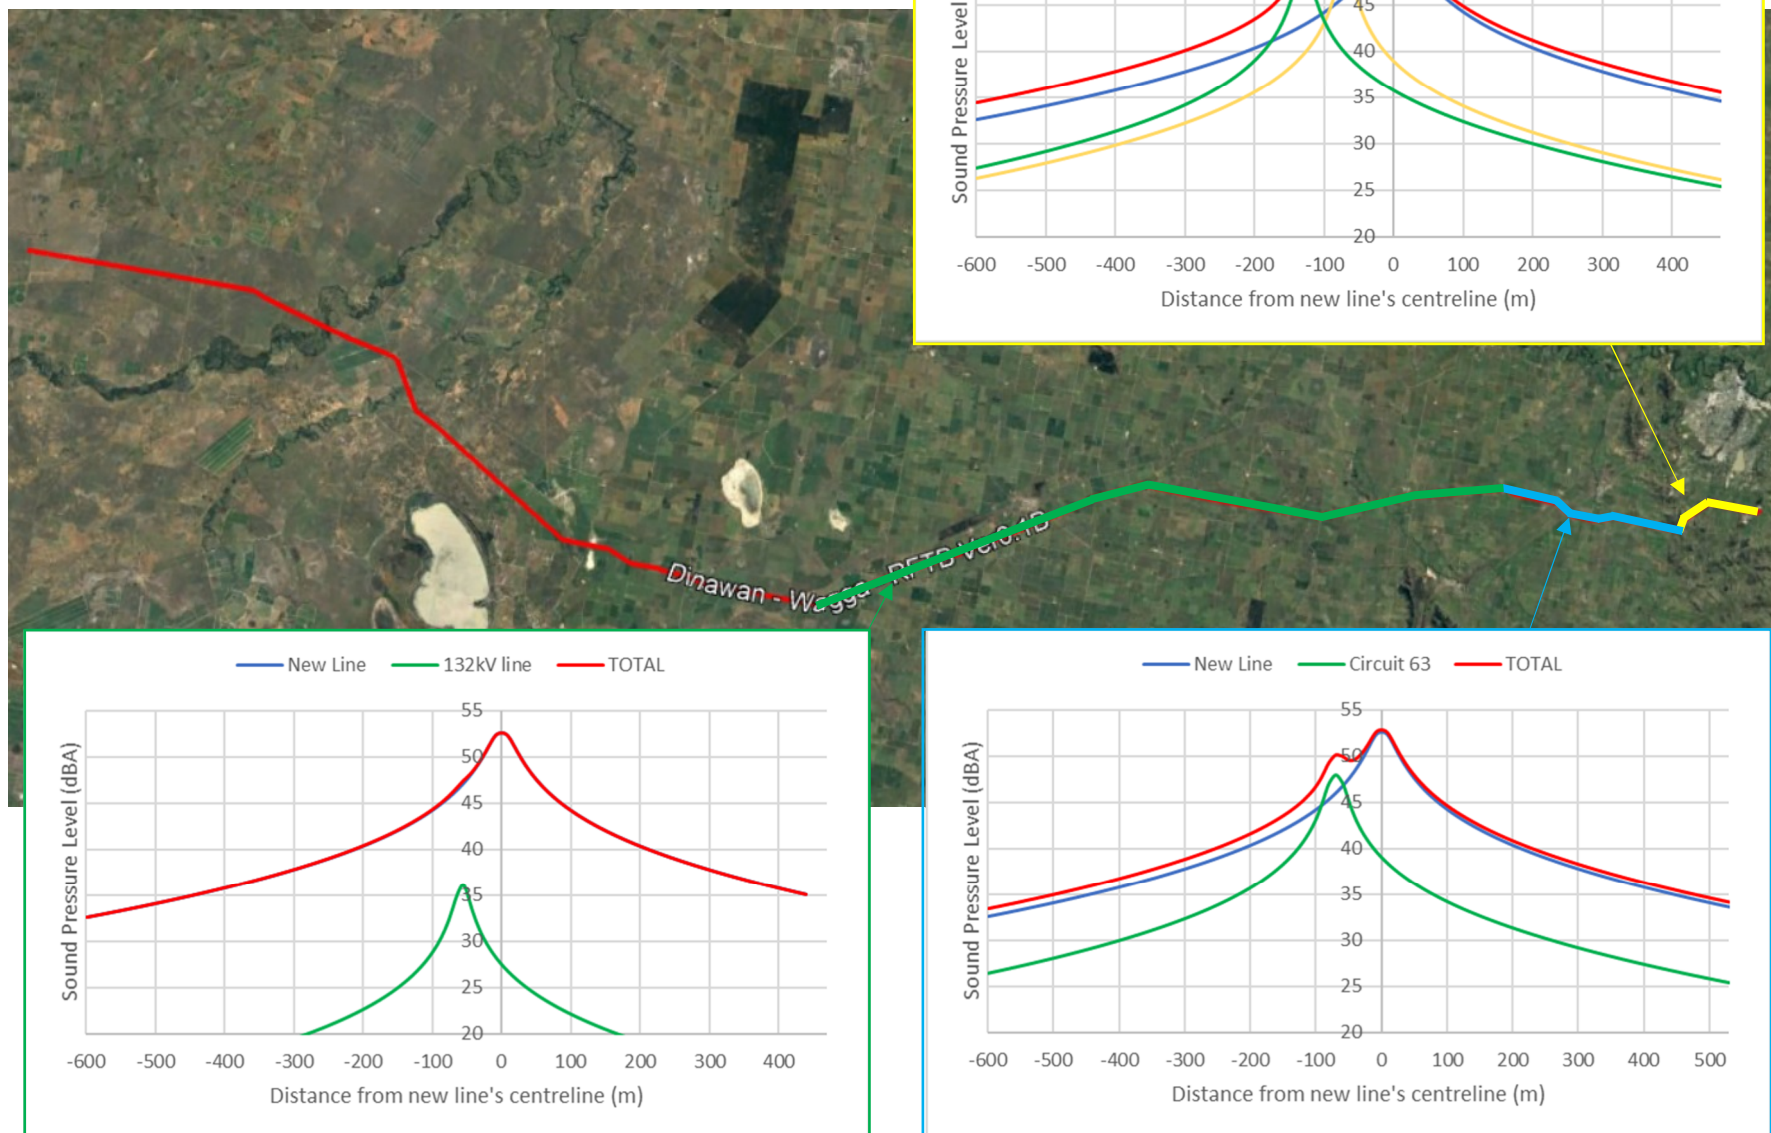 45
40
35
30
25
20
Sound Pressure Level
-600 -500 -400 -300 -200 -100 0 100 200 300 400
Distance from new line's centreline (m)
Dinawan - Wagga - RFTB Ver6.1B
New Line 132kV line TOTAL
55
50
45
40
35
30
25
20
Sound Pressure Level (dBA)
-600 -500 -400 -300 -200 -100 0 100 200 300 400
Distance from new line's centreline (m)
New Line Circuit 63 TOTAL
55
50
45
40
35
30
25
20
Sound Pressure Level (dBA)
-600 -500 -400 -300 -200 -100 0 100 200 300 400 500
Distance from new line's centreline (m)